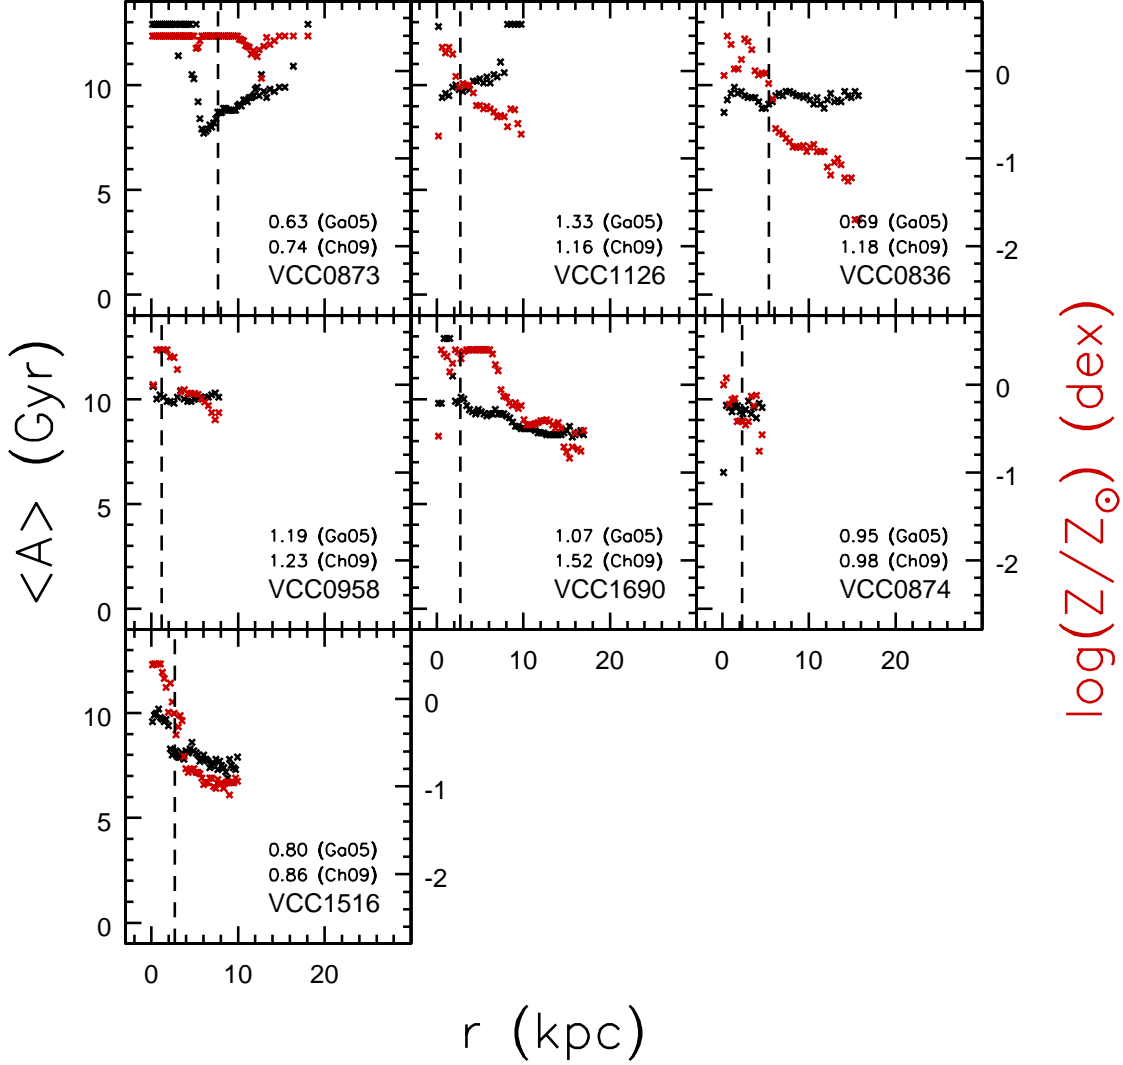 10
5
0
0.63 (Ga05)
0.74 (Ch09)
VCC0873
1.33 (Ga05)
1.16 (Ch09)
VCC1126
0.69 (Ga05)
1.18 (Ch09)
VCC0836
0
-1
-2
<A> (Gyr)
10
5
0
1.19 (Ga05)
1.23 (Ch09)
VCC0958
1.07 (Ga05)
1.52 (Ch09)
VCC1690
0.95 (Ga05)
0.98 (Ch09)
VCC0874
0
-1
-2
log(Z/Z⊙) (dex)
0 10 20
0 10 20
10
5
0
0.80 (Ga05)
0.86 (Ch09)
VCC1516
0
-1
-2
0 10 20
r (kpc)